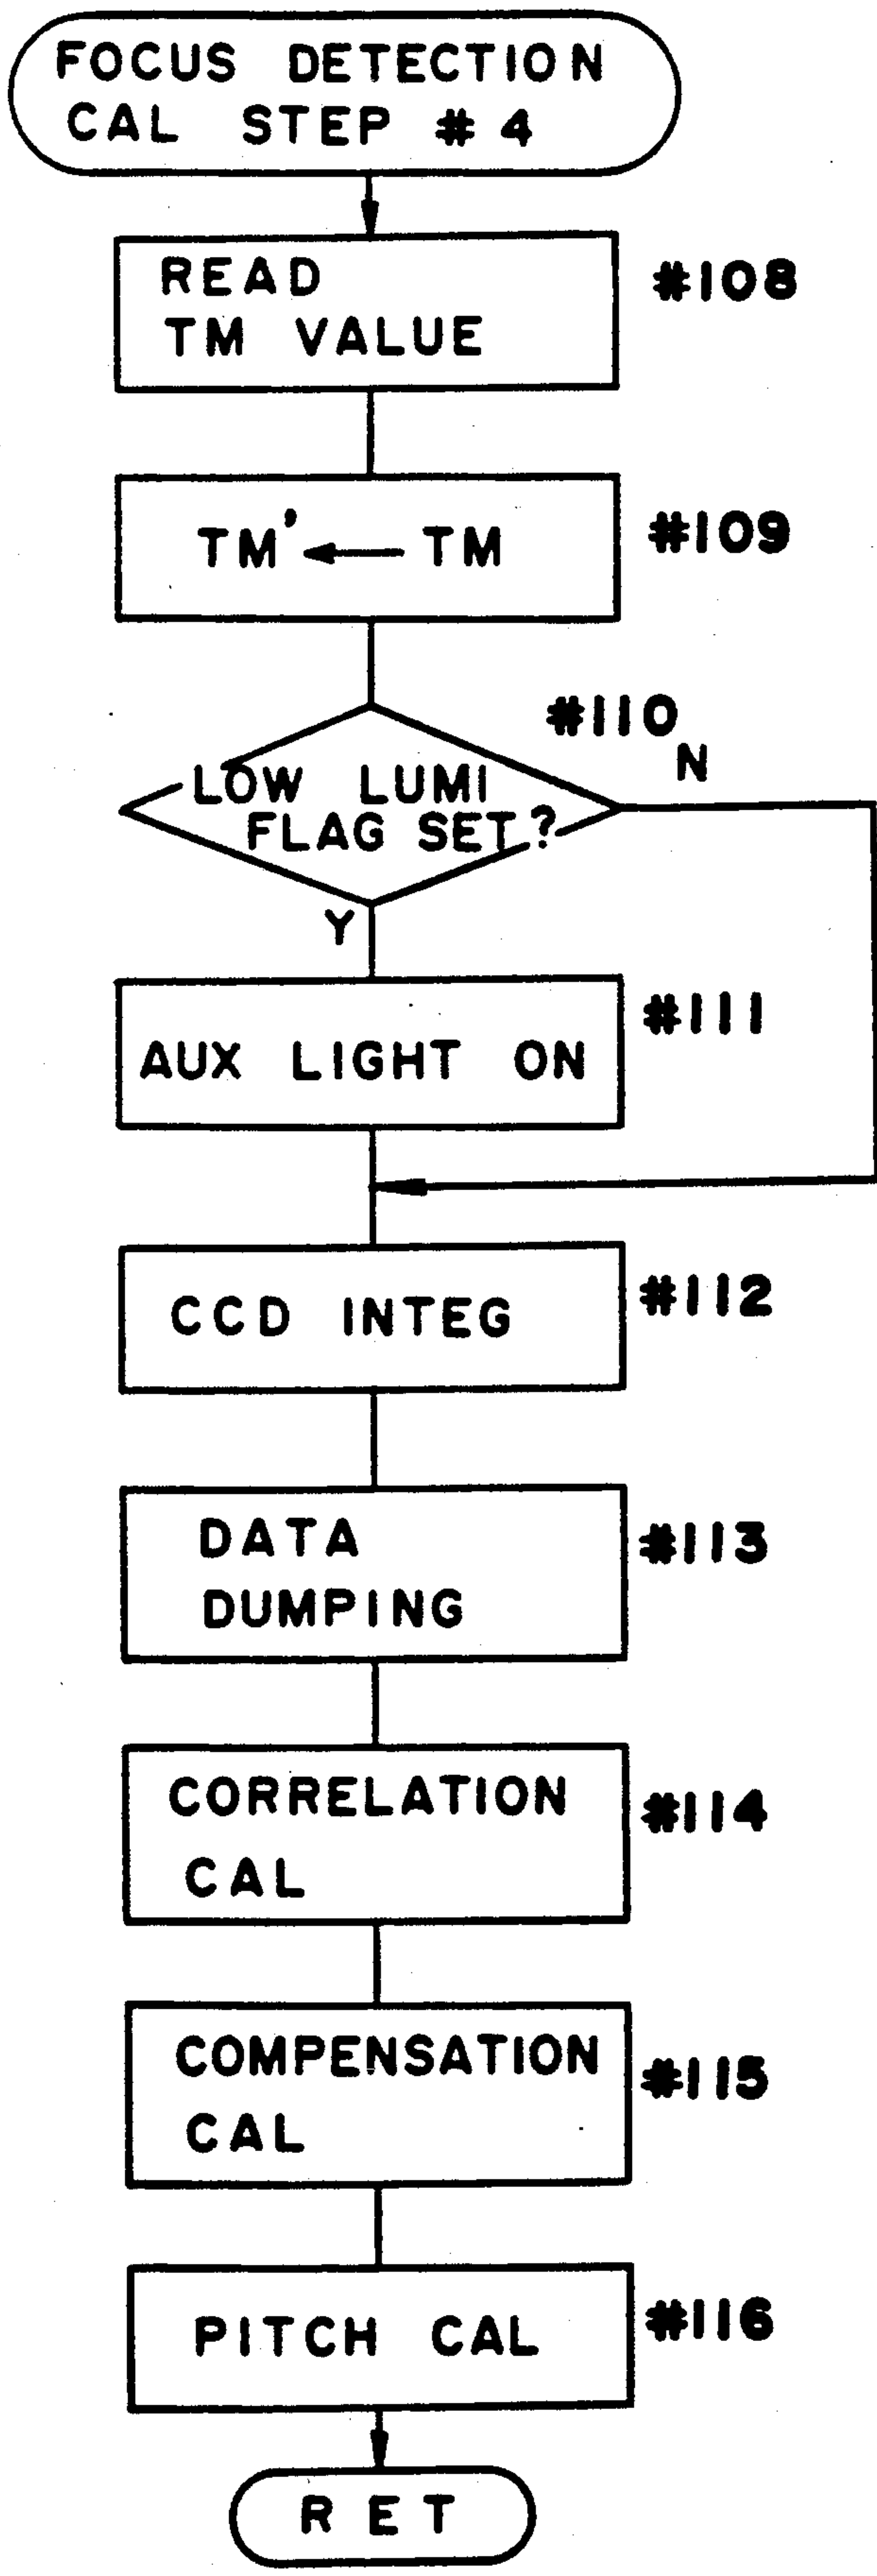 FOCUS DETECTION
CAL STEP #4
READ
TM VALUE
#108
TM' ← TM
#109
#110
LOW LUMI
FLAG SET?
N
Y
AUX LIGHT ON
#111
CCD INTEG
#112
DATA
DUMPING
#113
CORRELATION
CAL
#114
COMPENSATION
CAL
#115
PITCH CAL
#116
RET